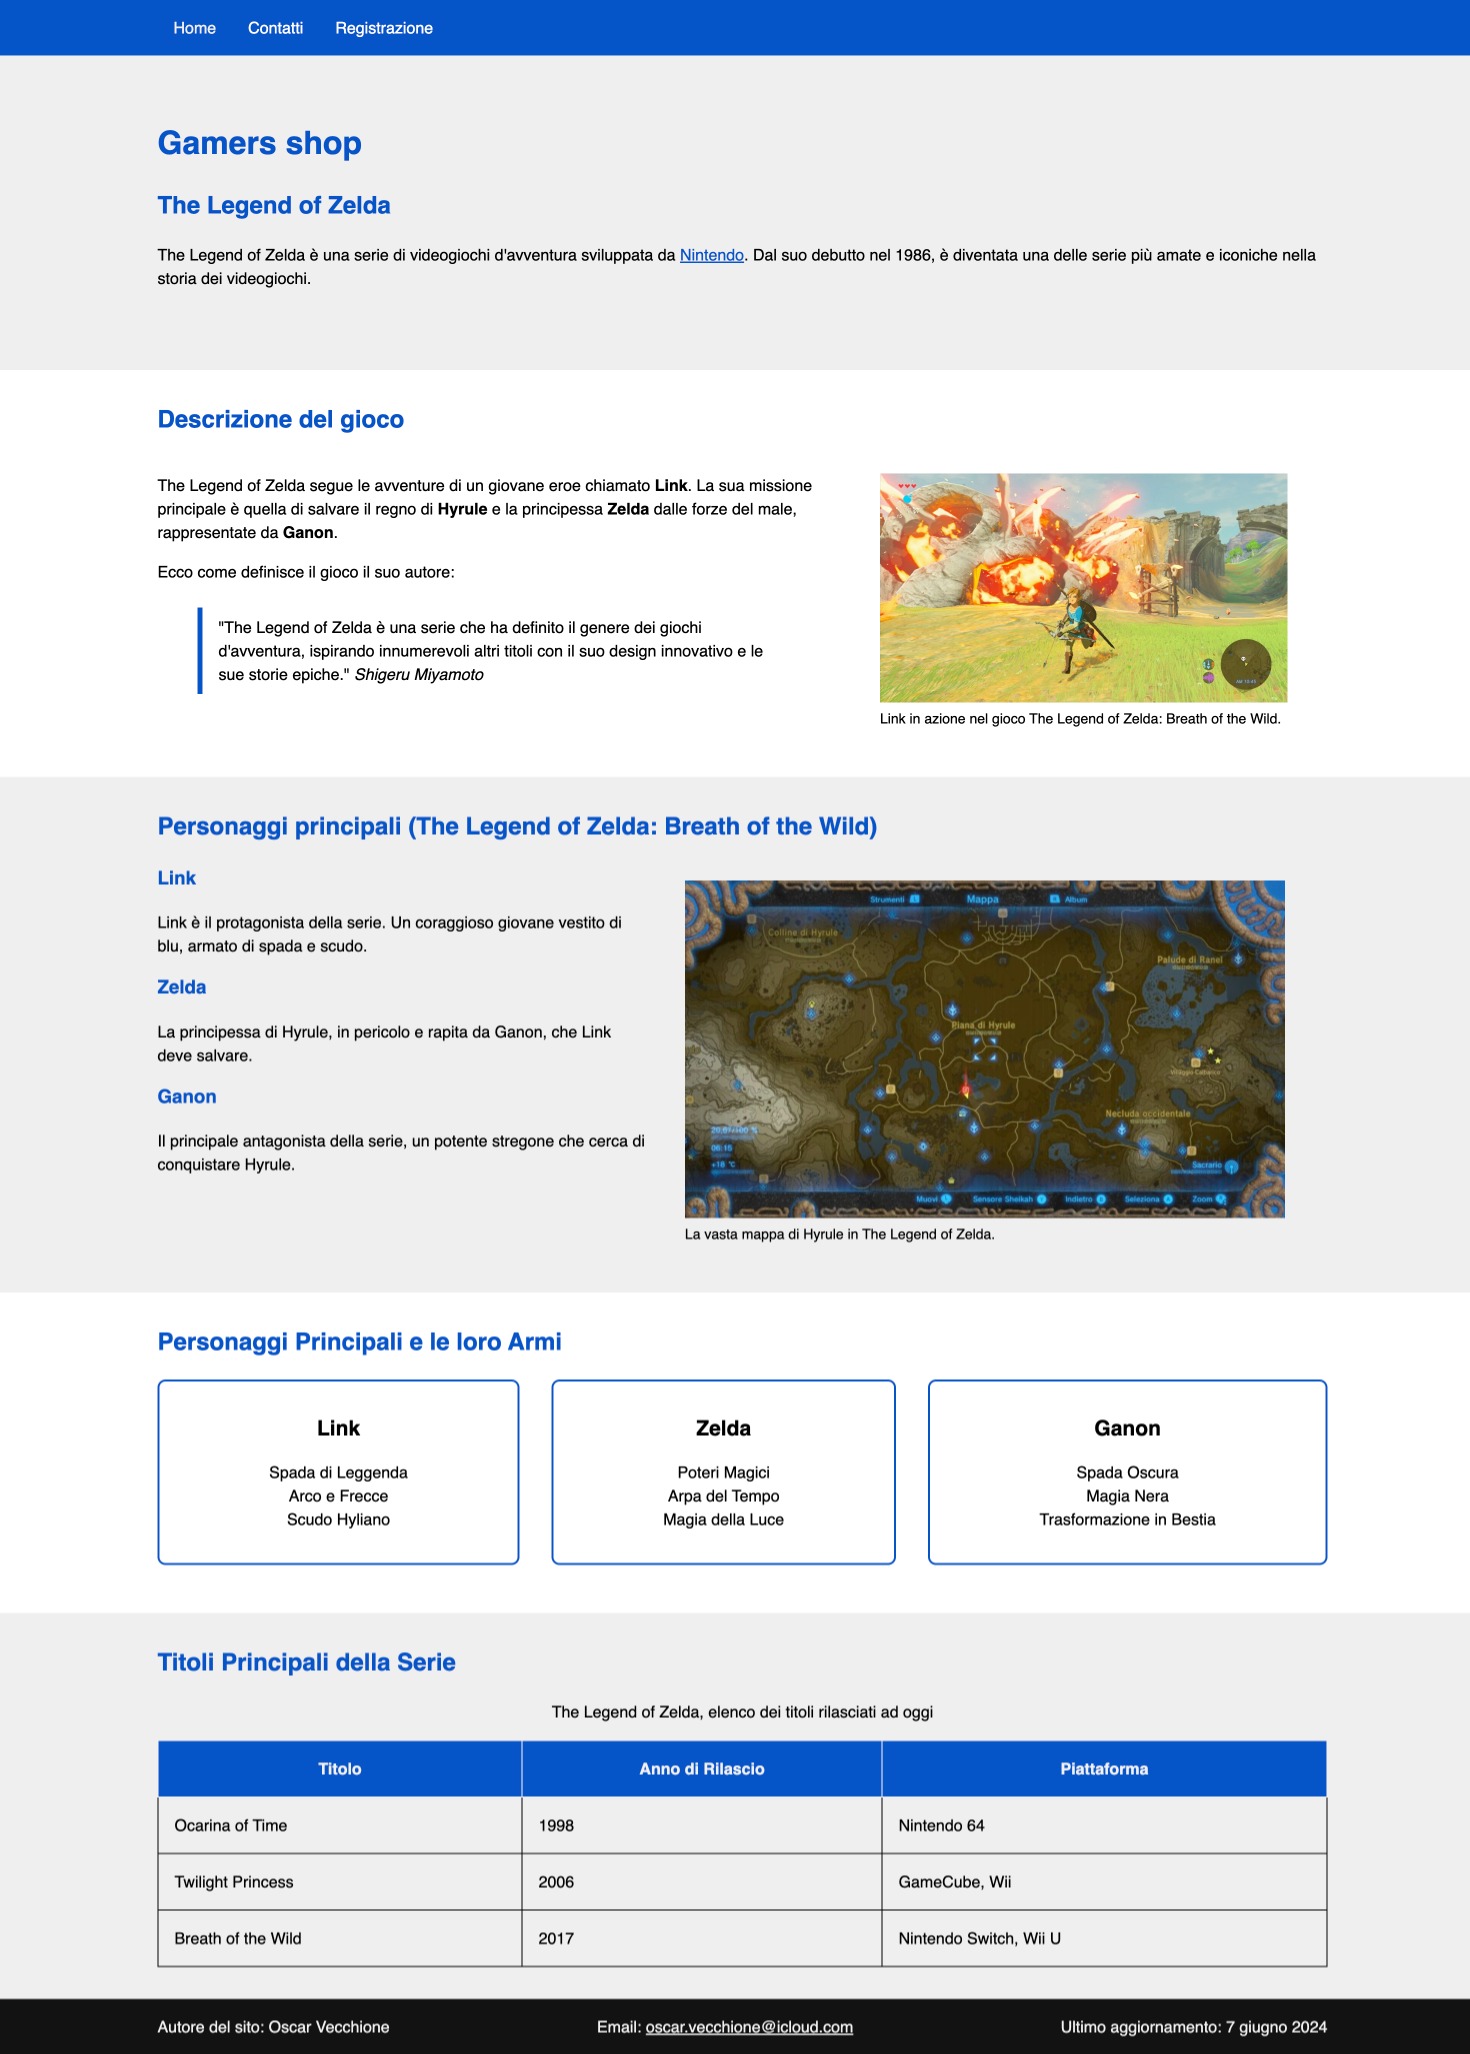 Home Contatti Registrazione
Gamers shop
The Legend of Zelda
The Legend of Zelda è una serie di videogiochi d'avventura sviluppata da Nintendo. Dal suo debutto nel 1986, è diventata una delle serie più amate e iconiche nella
storia dei videogiochi.
Descrizione del gioco
The Legend of Zelda segue le avventure di un giovane eroe chiamato Link. La sua missione
principale è quella di salvare il regno di Hyrule e la principessa Zelda dalle forze del male,
rappresentate da Ganon.
Ecco come definisce il gioco il suo autore:
"The Legend of Zelda è una serie che ha definito il genere dei giochi
d'avventura, ispirando innumerevoli altri titoli con il suo design innovativo e le
sue storie epiche." Shigeru Miyamoto
Link in azione nel gioco The Legend of Zelda: Breath of the Wild.
Personaggi principali (The Legend of Zelda: Breath of the Wild)
Link
Link è il protagonista della serie. Un coraggioso giovane vestito di
blu, armato di spada e scudo.
Zelda
La principessa di Hyrule, in pericolo e rapita da Ganon, che Link
deve salvare.
Ganon
Il principale antagonista della serie, un potente stregone che cerca di
conquistare Hyrule.
Strumenti Mappa Album
Colline di Hyrule
Palude di Ranel
Piana di Hyrule
Necluda occidentale
06:15
+18 °C
Sacrario
Muovi Sensore Sheikah Indietro Seleziona Zoom
La vasta mappa di Hyrule in The Legend of Zelda.
Personaggi Principali e le loro Armi
Link
Spada di Leggenda
Arco e Frecce
Scudo Hyliano
Zelda
Poteri Magici
Arpa del Tempo
Magia della Luce
Ganon
Spada Oscura
Magia Nera
Trasformazione in Bestia
Titoli Principali della Serie
The Legend of Zelda, elenco dei titoli rilasciati ad oggi
Titolo Anno di Rilascio Piattaforma
Ocarina of Time 1998 Nintendo 64
Twilight Princess 2006 GameCube, Wii
Breath of the Wild 2017 Nintendo Switch, Wii U
Autore del sito: Oscar Vecchione Email: oscar.vecchione@icloud.com Ultimo aggiornamento: 7 giugno 2024